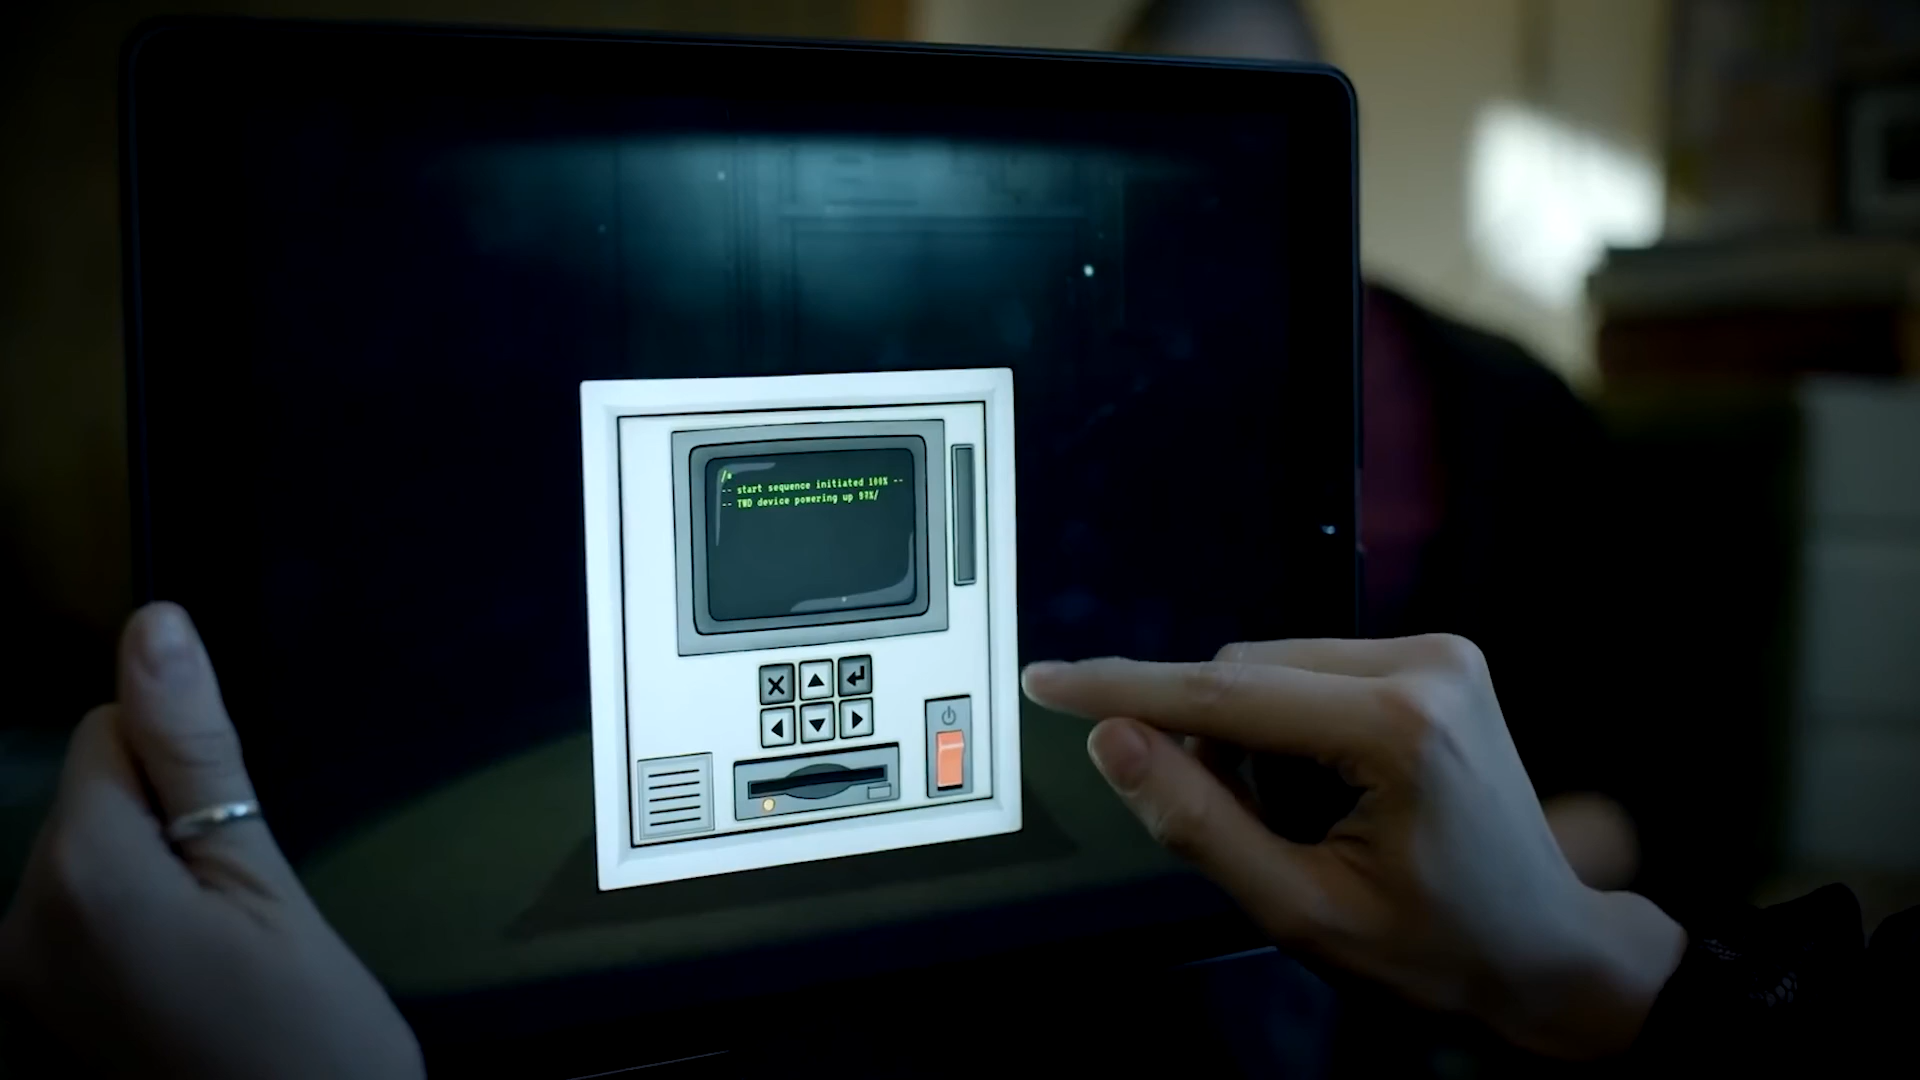 /*
-- start sequence initiated 100% --
-- TWD device powering up 97%/